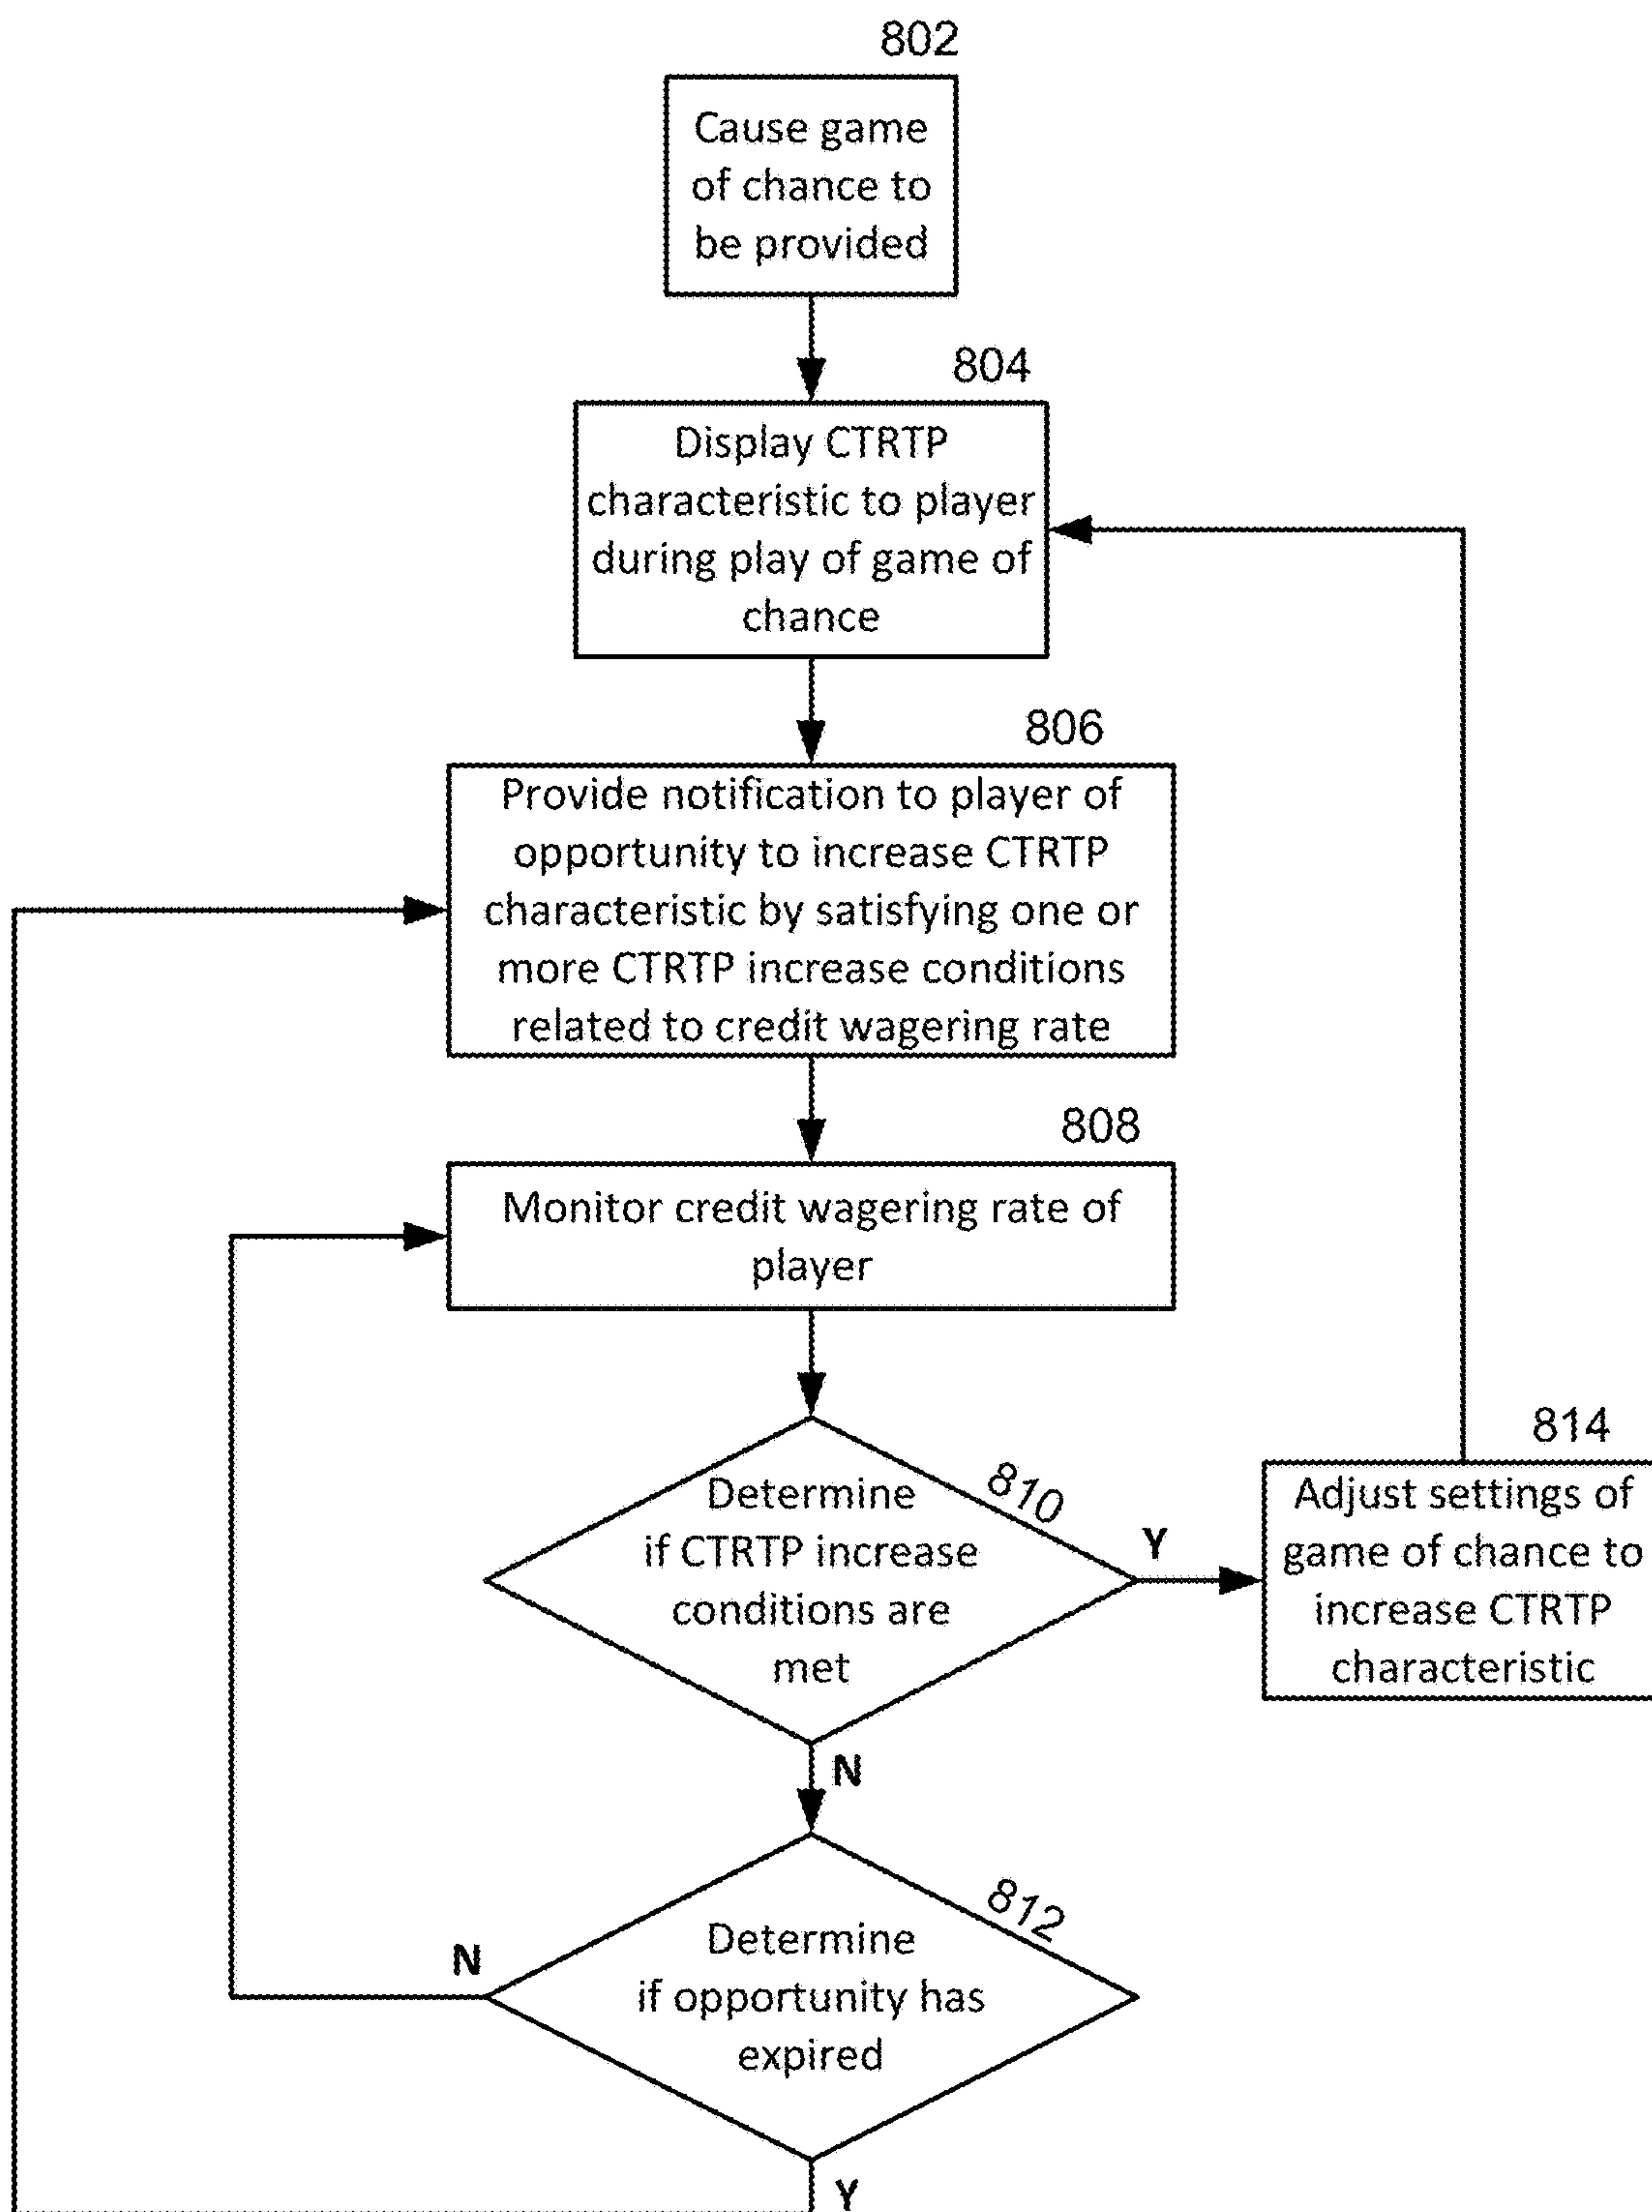 802
Cause game
of chance to
be provided
804
Display CTRTP
characteristic to player
during play of game of
chance
806
Provide notification to player of
opportunity to increase CTRTP
characteristic by satisfying one or
more CTRTP increase conditions
related to credit wagering rate
808
Monitor credit wagering rate of
player
810
Determine
if CTRTP increase
conditions are
met
Y
814
Adjust settings of
game of chance to
increase CTRTP
characteristic
N
812
Determine
if opportunity has
expired
N
Y